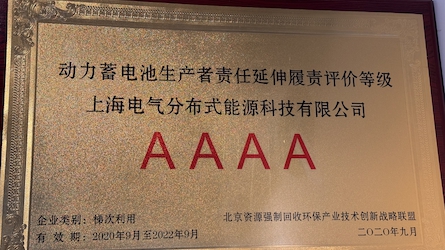 动力蓄电池生产者责任延伸履责评价等级
上海电气分布式能源科技有限公司
AAAA
企业类别：梯次利用
有 效 期：2020年9月至2022年9月
北京资源强制回收环保产业技术创新战略联盟
二〇二〇年九月